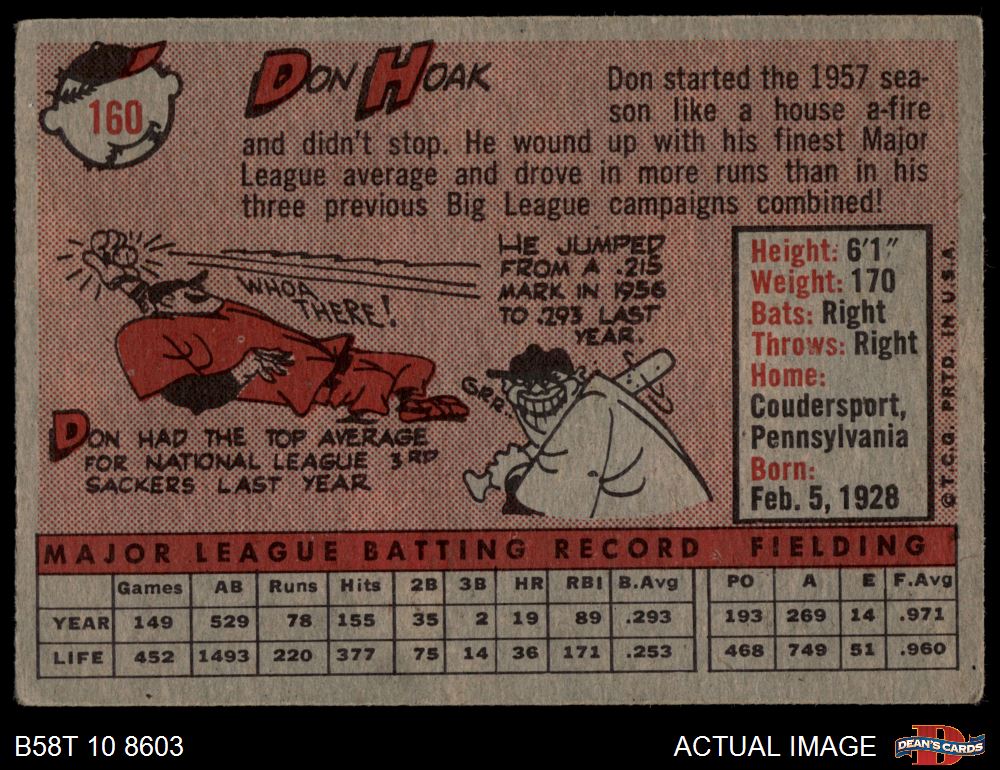 160
DON HOAK
Don started the 1957 sea-
son like a house a-fire
and didn't stop. He wound up with his finest Major
League average and drove in more runs than in his
three previous Big League campaigns combined!
WHOA
THERE!
HE JUMPED
FROM A .215
MARK IN 1956
TO .293 LAST
YEAR.
GRR
DON HAD THE TOP AVERAGE
FOR NATIONAL LEAGUE 3RD
SACKERS LAST YEAR
Height: 6'1"
Weight: 170
Bats: Right
Throws: Right
Home:
Coudersport,
Pennsylvania
Born:
Feb. 5, 1928
© T.C.G. PRTD. IN U.S.A.
MAJOR LEAGUE BATTING RECORD FIELDING
Games AB Runs Hits 2B 3B HR RBI B.Avg PO A E F.Avg
YEAR 149 529 78 155 35 2 19 89 .293 193 269 14 .971
LIFE 452 1493 220 377 75 14 36 171 .253 468 749 51 .960
B58T 10 8603
ACTUAL IMAGE
D
DEAN'S CARDS